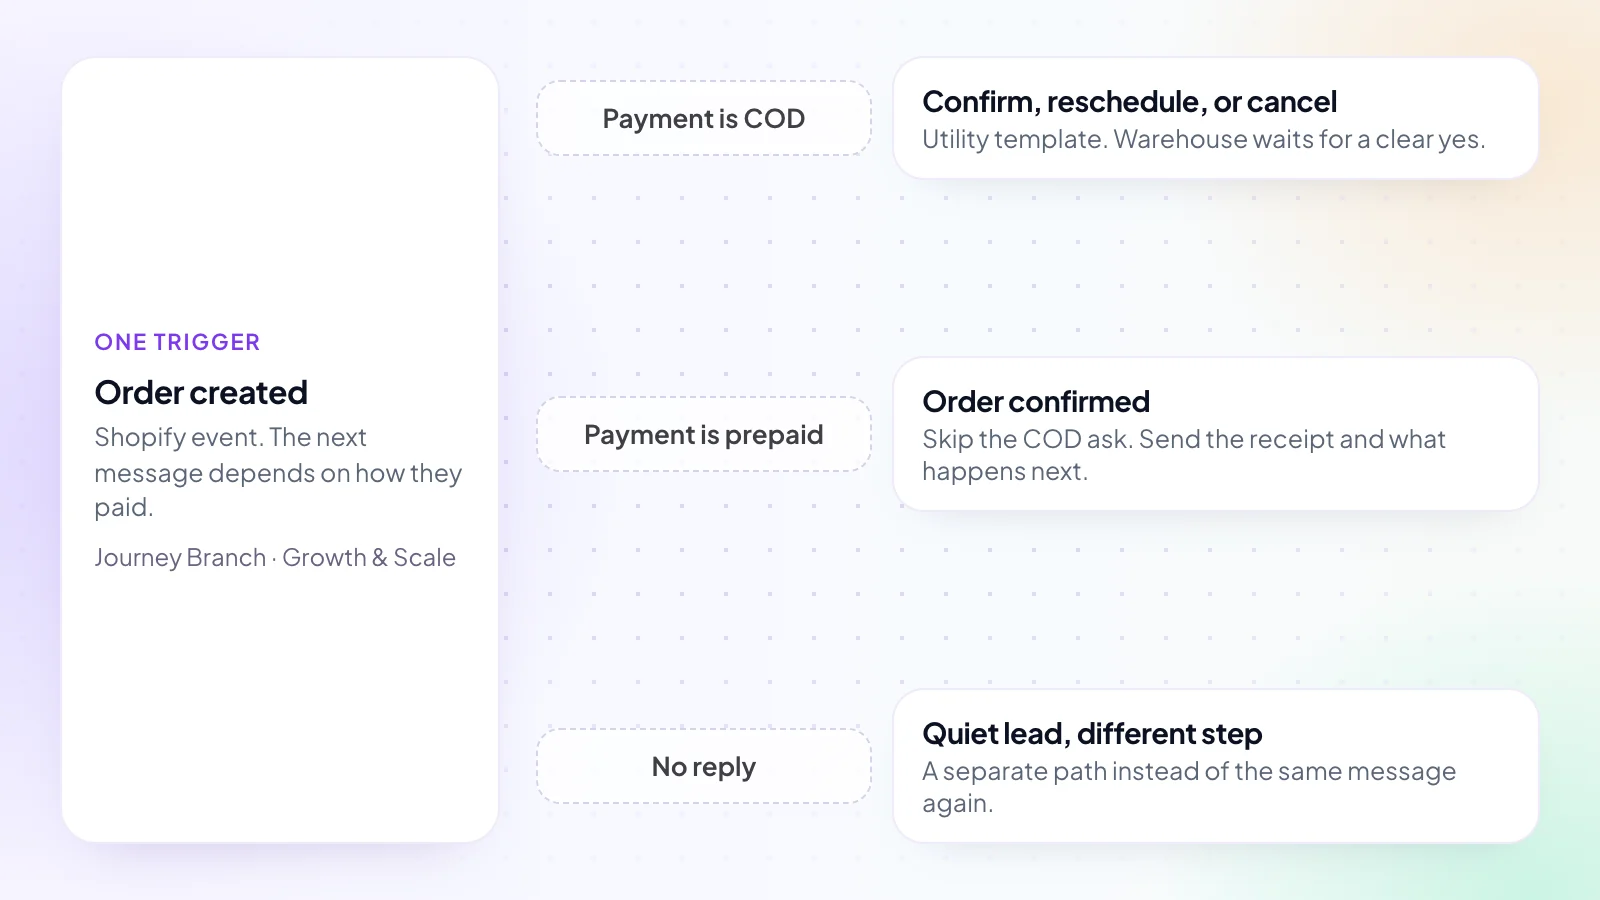 ONE TRIGGER
Order created
Shopify event. The next
message depends on how they
paid.
Journey Branch · Growth & Scale
Payment is COD
Confirm, reschedule, or cancel
Utility template. Warehouse waits for a clear yes.
Payment is prepaid
Order confirmed
Skip the COD ask. Send the receipt and what
happens next.
No reply
Quiet lead, different step
A separate path instead of the same message
again.